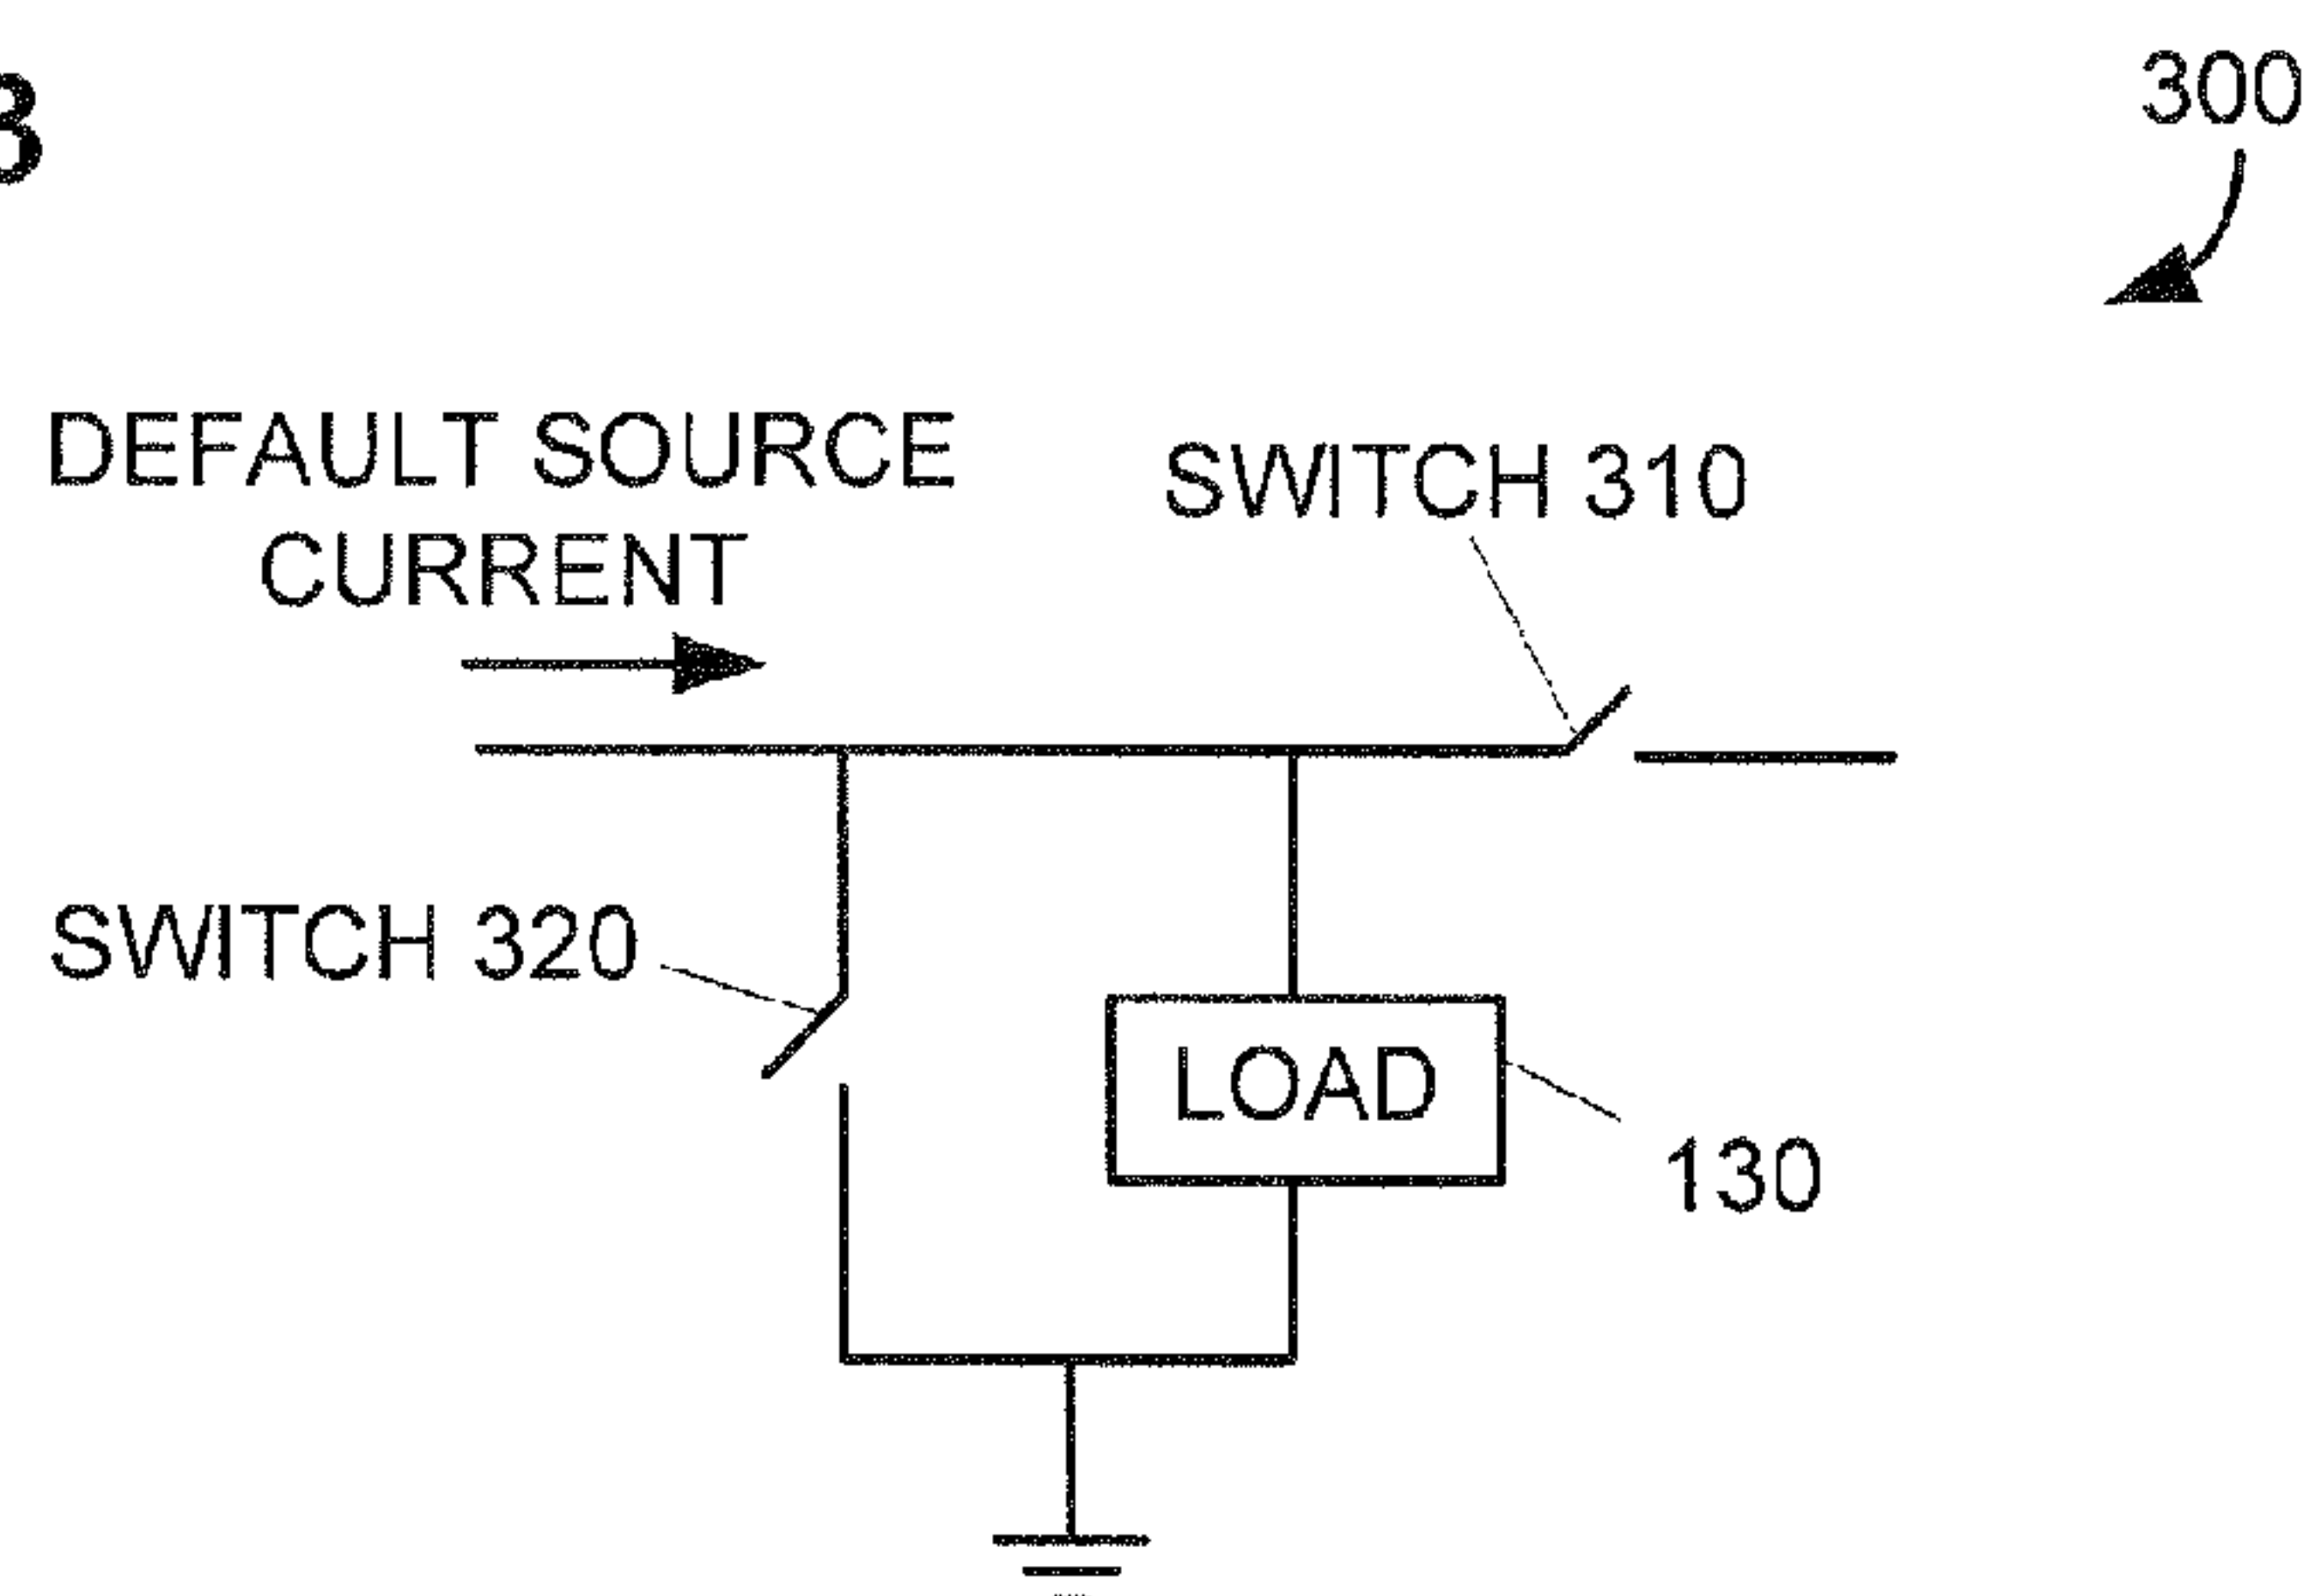 3
300
DEFAULT SOURCE
CURRENT
SWITCH 310
SWITCH 320
LOAD
130